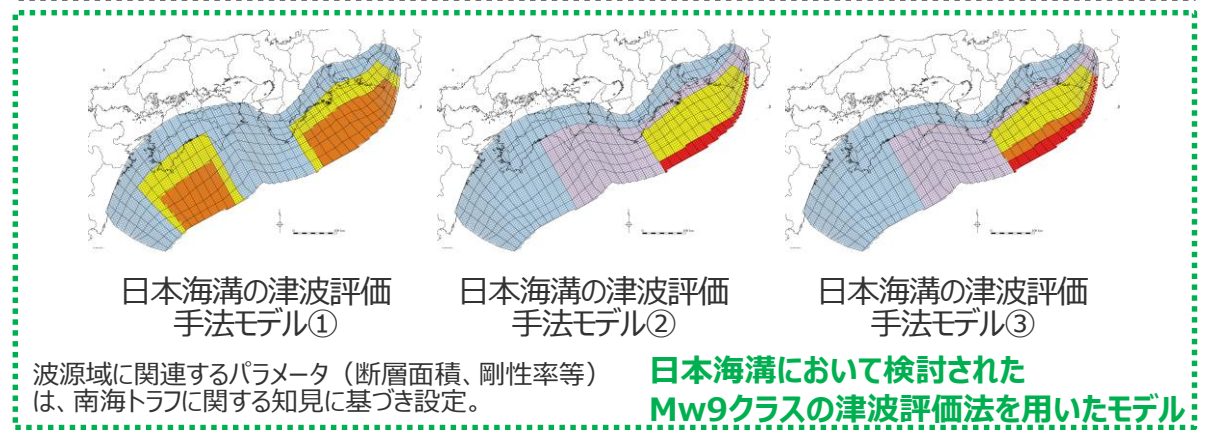 日本海溝の津波評価
手法モデル①
日本海溝の津波評価
手法モデル②
日本海溝の津波評価
手法モデル③
波源域に関連するパラメータ（断層面積、剛性率等）
は、南海トラフに関する知見に基づき設定。
日本海溝において検討された
Mw9クラスの津波評価法を用いたモデル